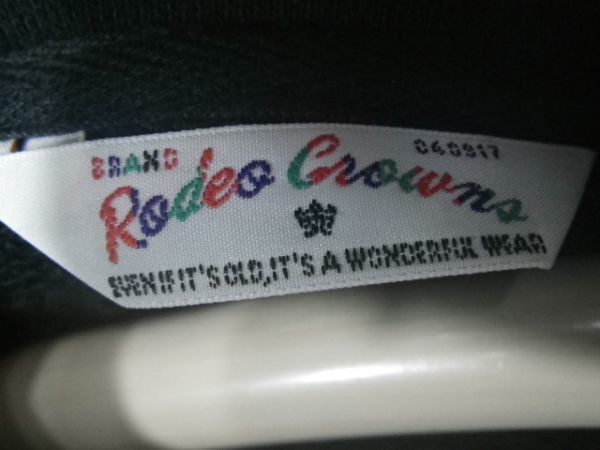 BRAND 040917
Rodeo Crowns
EVEN IF IT'S OLD, IT'S A WONDERFUL WEAR